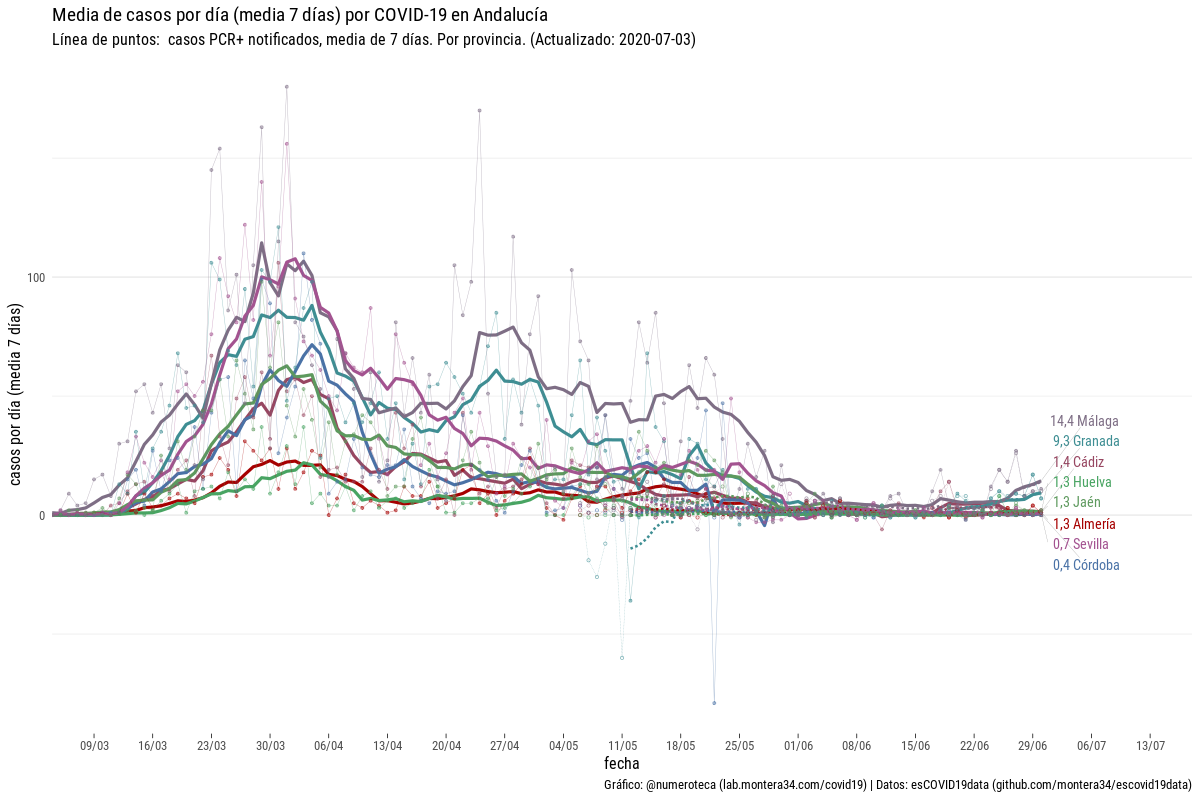 Media de casos por día (media 7 días) por COVID-19 en Andalucía
Línea de puntos:  casos PCR+ notificados, media de 7 días. Por provincia. (Actualizado: 2020-07-03)
casos por día (media 7 días)
100
0
14,4 Málaga
9,3 Granada
1,4 Cádiz
1,3 Huelva
1,3 Jaén
1,3 Almería
0,7 Sevilla
0,4 Córdoba
09/03 16/03 23/03 30/03 06/04 13/04 20/04 27/04 04/05 11/05 18/05 25/05 01/06 08/06 15/06 22/06 29/06 06/07 13/07
fecha
Gráfico: @numeroteca (lab.montera34.com/covid19) | Datos: esCOVID19data (github.com/montera34/escovid19data)